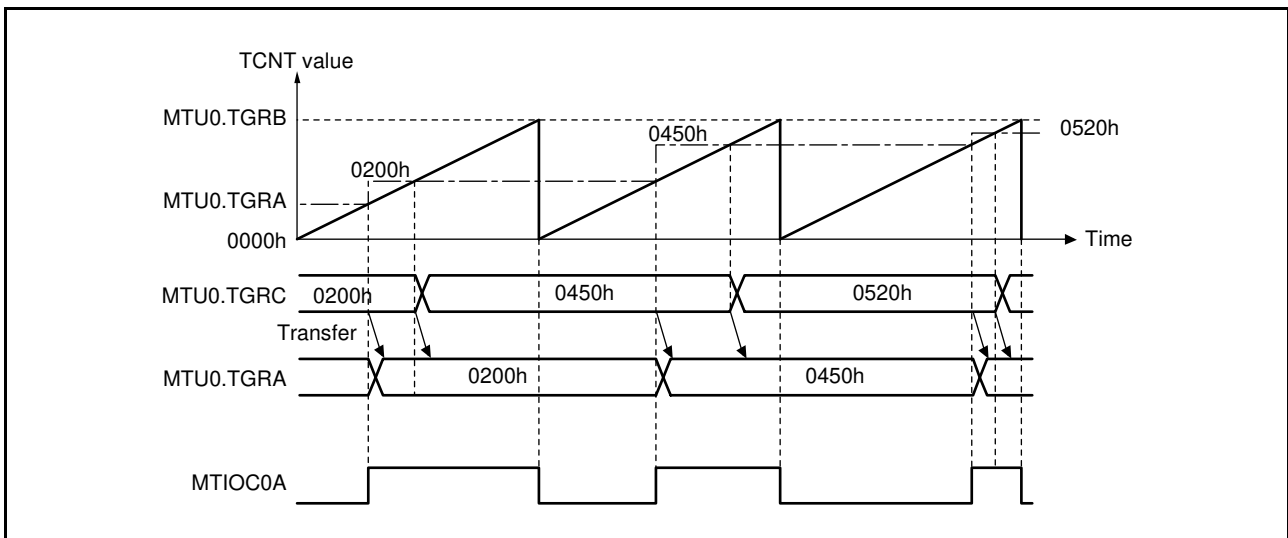 TCNT value
MTU0.TGRB
0520h
0450h
0200h
MTU0.TGRA
0000h
Time
MTU0.TGRC
0200h
0450h
0520h
Transfer
MTU0.TGRA
0200h
0450h
MTIOC0A